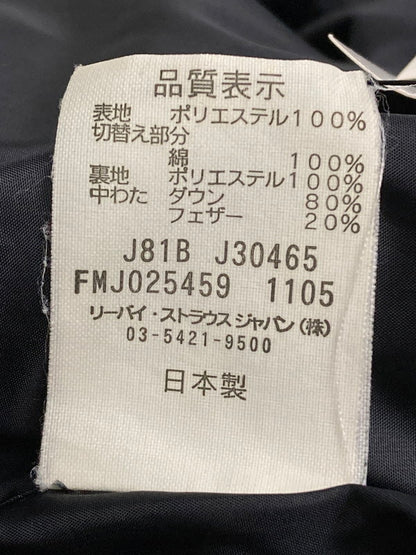 品質表示
表地 ポリエステル100%
切替え部分
綿 100%
裏地 ポリエステル100%
中わた ダウン 80%
フェザー 20%
J81B J30465
FMJ025459 1105
リーバイ・ストラウスジャパン(株)
03-5421-9500
日本製